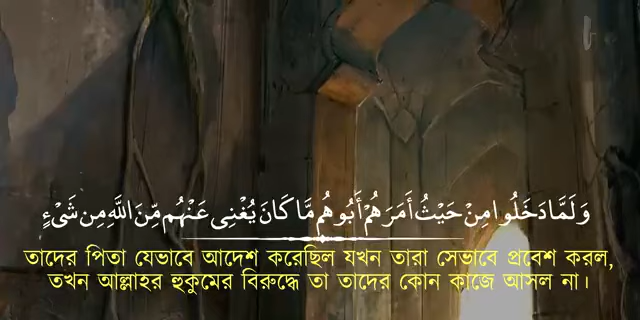 وَلَمَّا دَخَلُوا مِنْ حَيْثُ أَمَرَهُمْ أَبُوهُم مَّا كَانَ يُغْنِى عَنْهُم مِّنَ اللَّهِ مِن شَىْءٍ
তাদের পিতা যেভাবে আদেশ করেছিল যখন তারা সেভাবে প্রবেশ করল,
তখন আল্লাহর হুকুমের বিরুদ্ধে তা তাদের কোন কাজে আসল না।